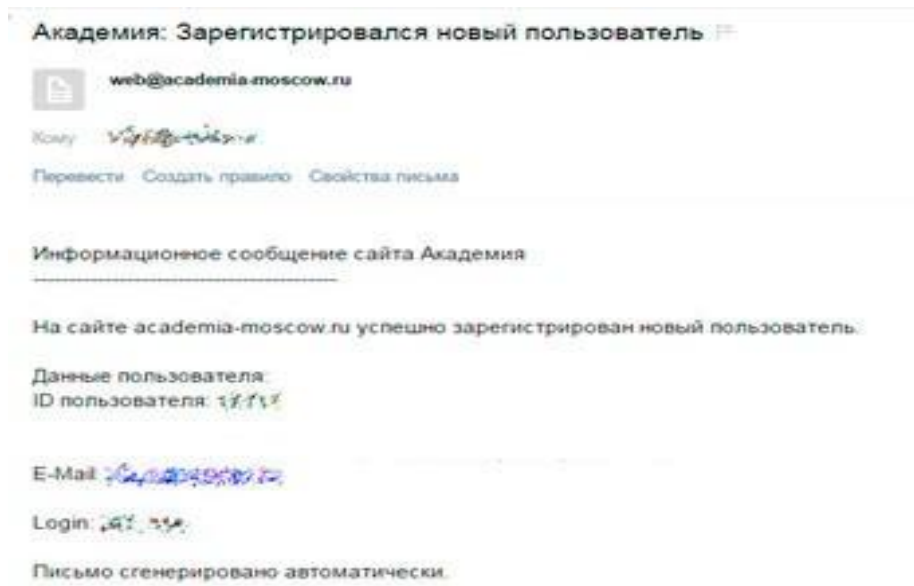 Академия: Зарегистрировался новый пользователь
web@academia-moscow.ru
Кому
Перевести Создать правило Свойства письма
Информационное сообщение сайта Академия
------------------------------------------
На сайте academia-moscow.ru успешно зарегистрирован новый пользователь.
Данные пользователя:
ID пользователя:
E-Mail:
Login:
Письмо сгенерировано автоматически.